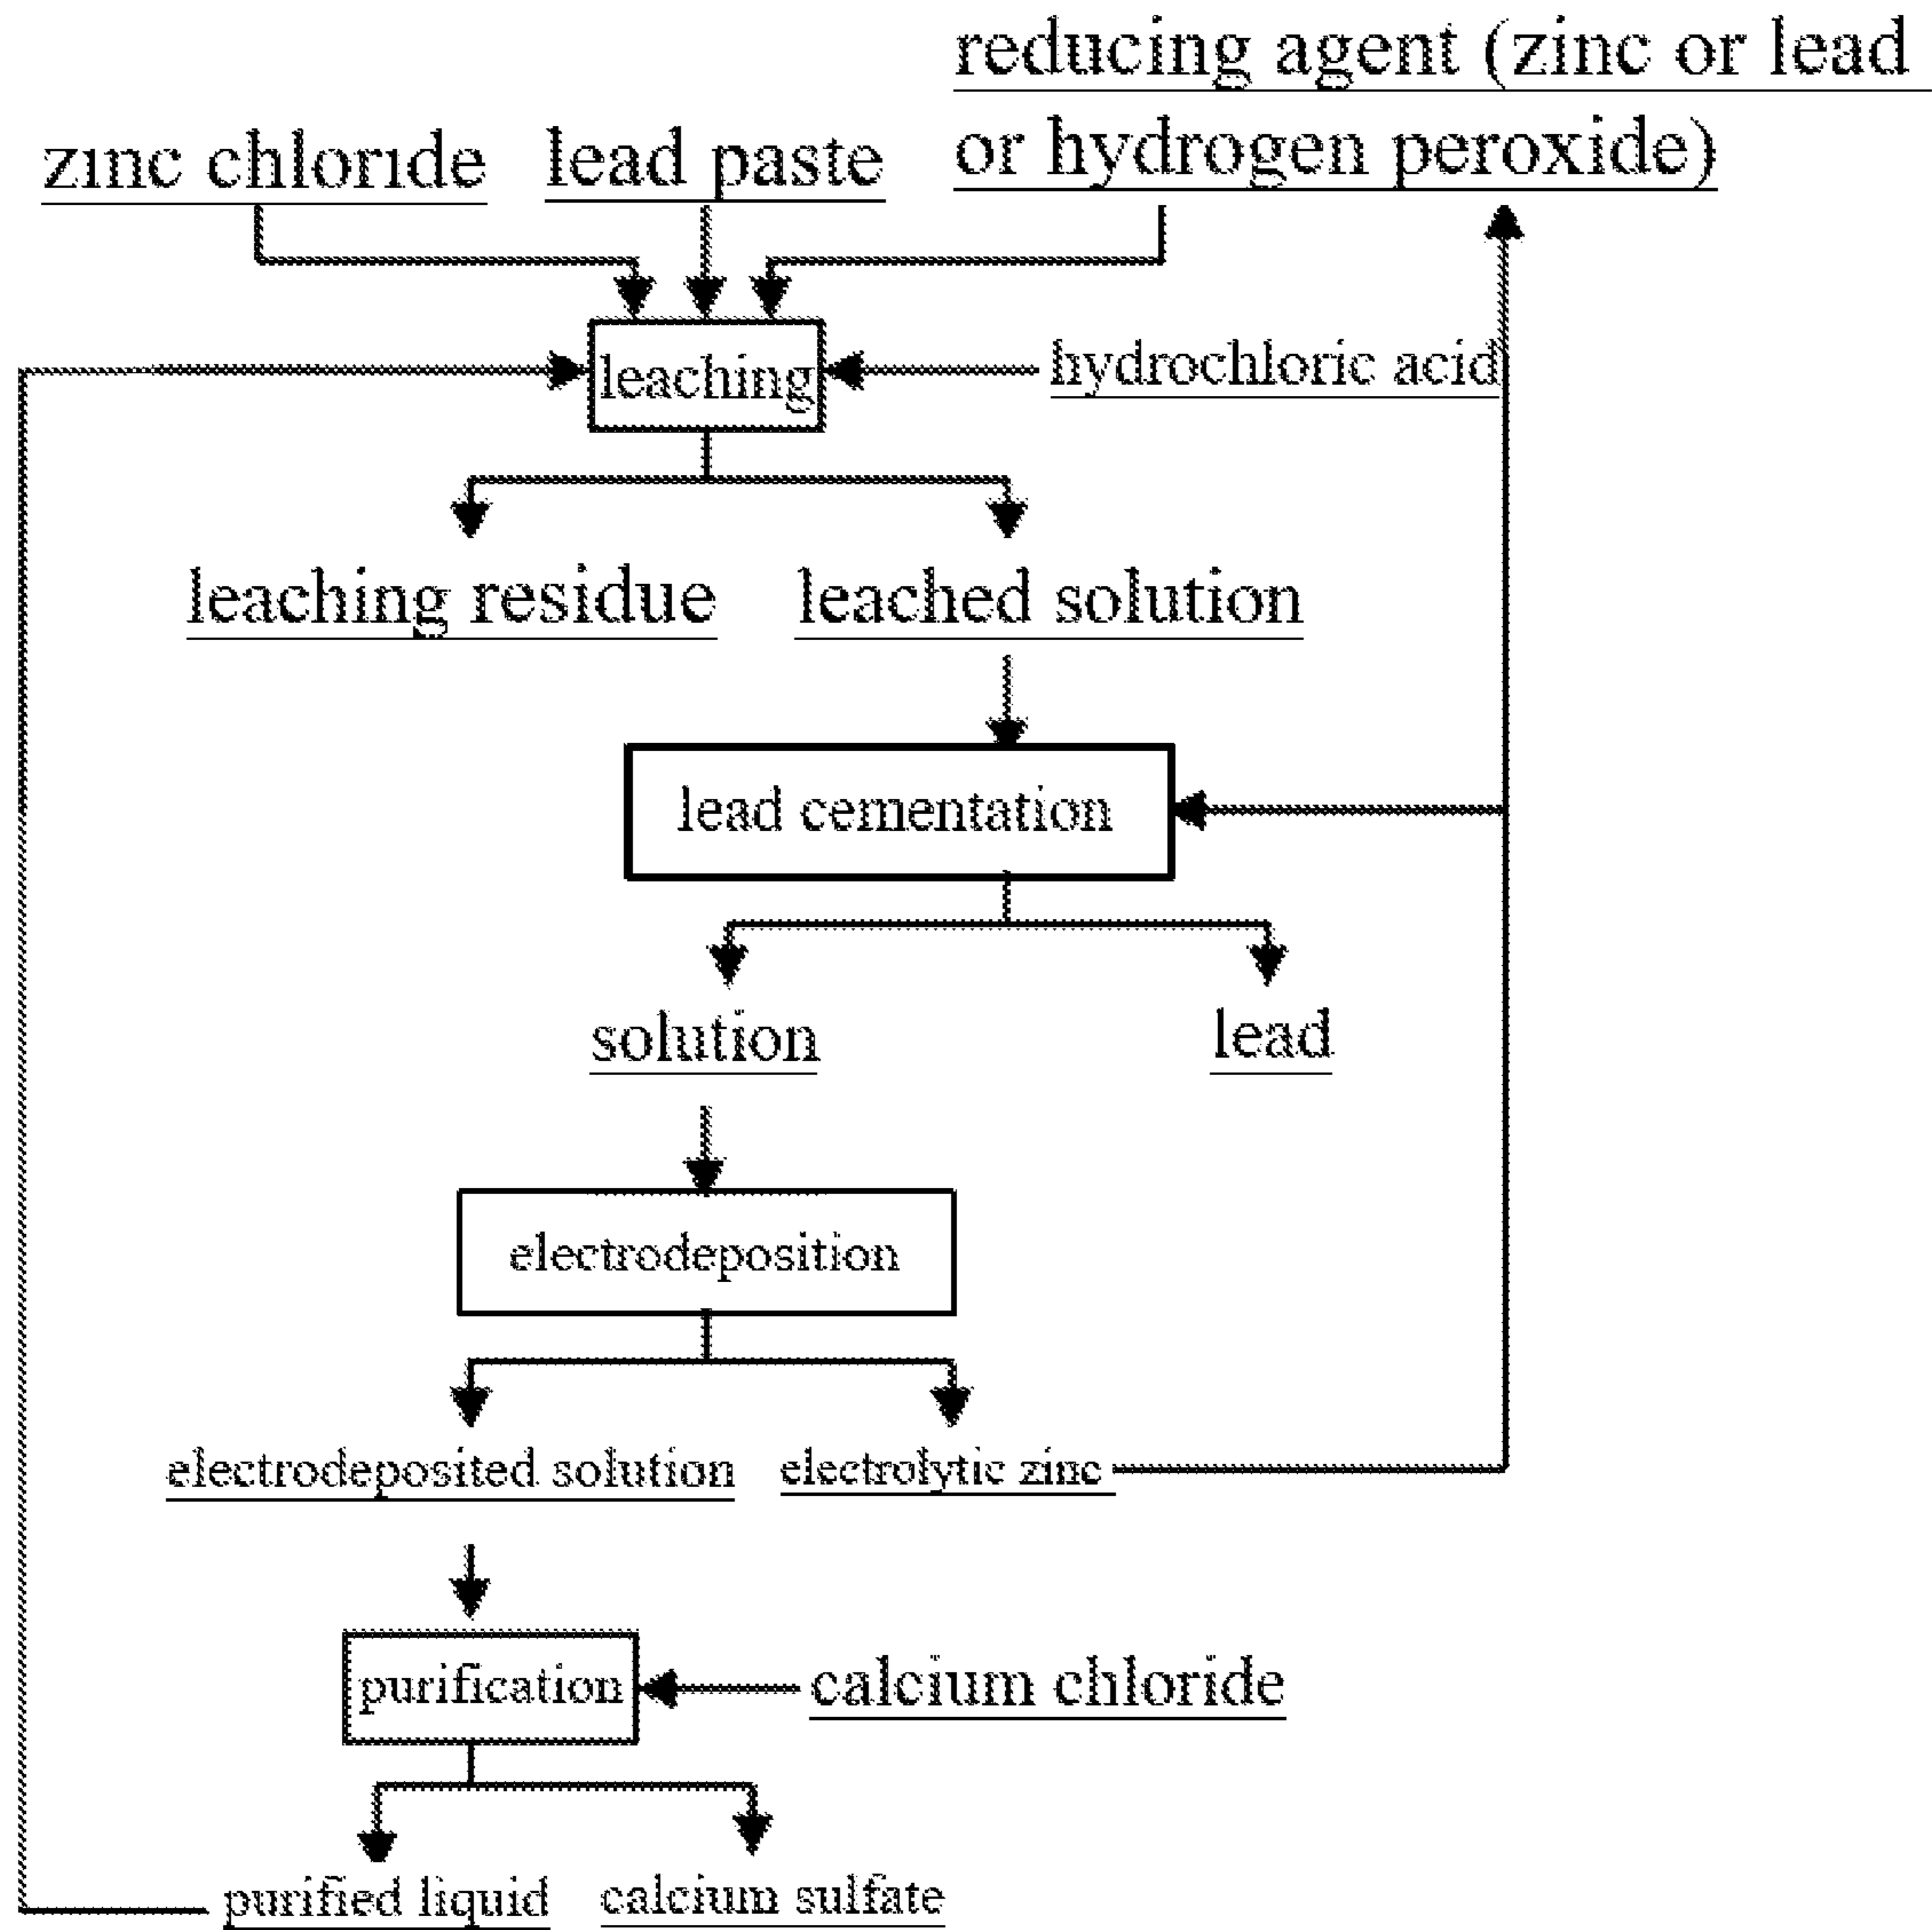 reducing agent (zinc or lead
or hydrogen peroxide)
zinc chloride
lead paste
leaching
hydrochloric acid
leaching residue
leached solution
lead cementation
solution
lead
electrodeposition
electrodeposited solution
electrolytic zinc
purification
calcium chloride
purified liquid
calcium sulfate